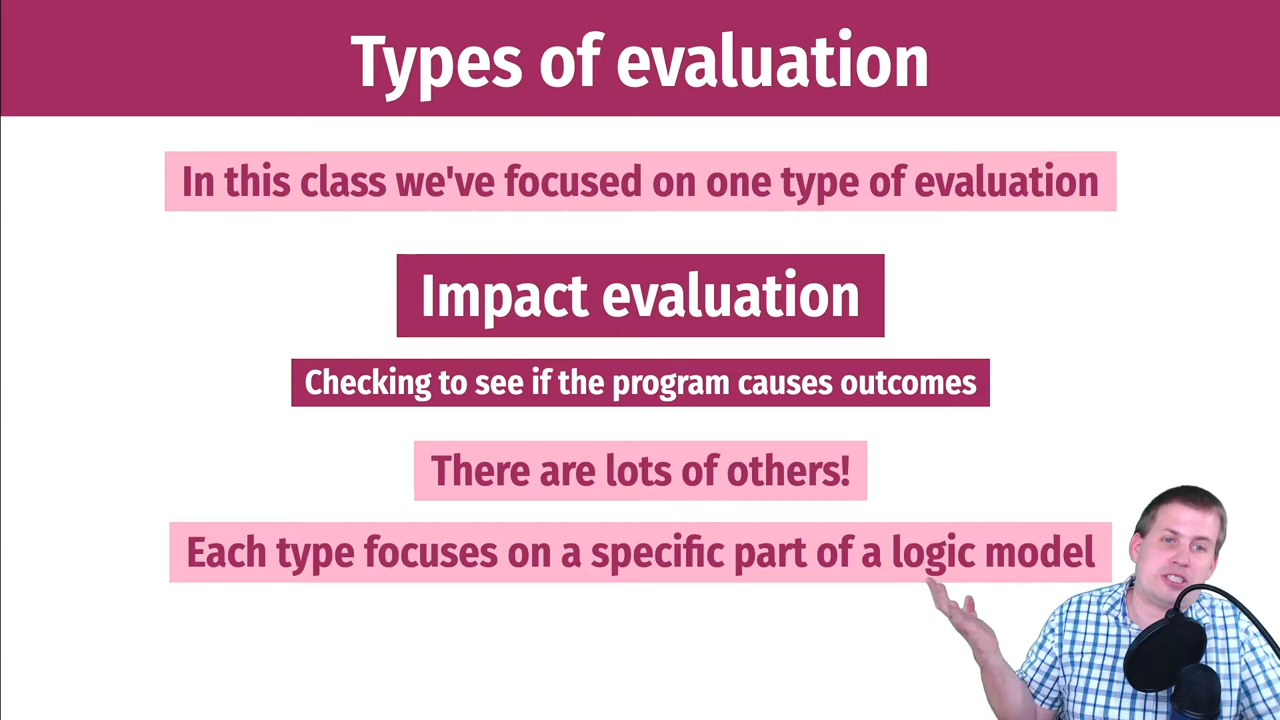 Types of evaluation
In this class we've focused on one type of evaluation
Impact evaluation
Checking to see if the program causes outcomes
There are lots of others!
Each type focuses on a specific part of a logic model